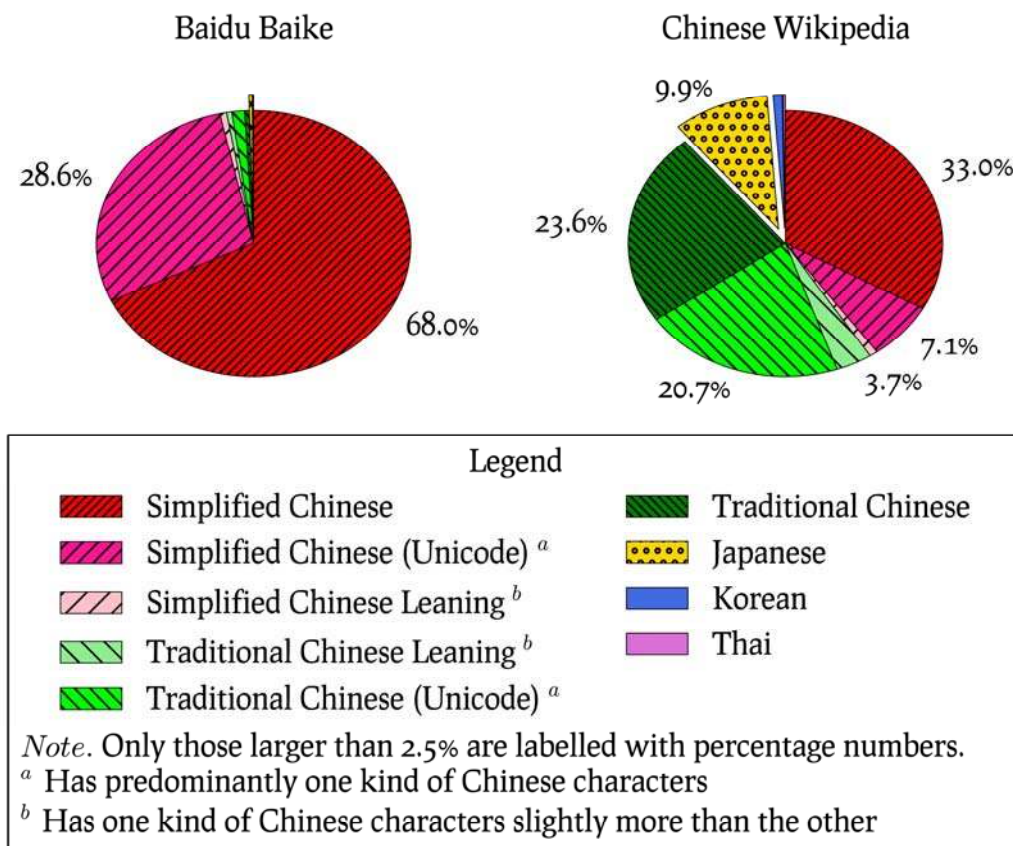 Baidu Baike
Chinese Wikipedia
28.6%
68.0%
9.9%
33.0%
23.6%
7.1%
3.7%
20.7%
Legend
Simplified Chinese
Simplified Chinese (Unicode) a
Simplified Chinese Leaning b
Traditional Chinese Leaning b
Traditional Chinese (Unicode) a
Traditional Chinese
Japanese
Korean
Thai
Note. Only those larger than 2.5% are labelled with percentage numbers.
a Has predominantly one kind of Chinese characters
b Has one kind of Chinese characters slightly more than the other